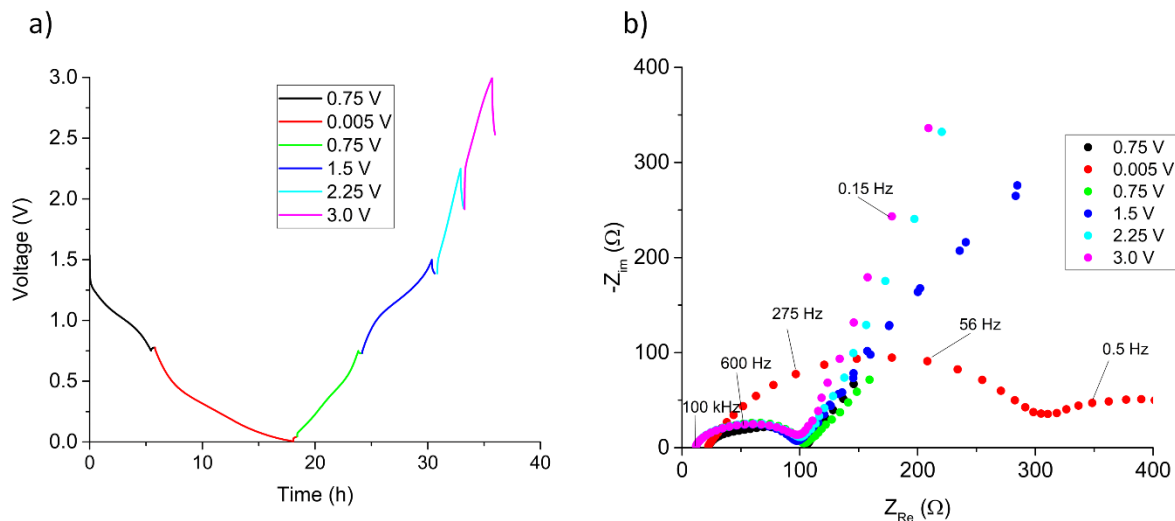 a)
3.0
2.5
2.0
1.5
1.0
0.5
0.0
Voltage (V)
0 10 20 30 40
Time (h)
0.75 V
0.005 V
0.75 V
1.5 V
2.25 V
3.0 V
b)
400
300
200
100
0
-Z_im (Ω)
0 100 200 300 400
Z_Re (Ω)
0.15 Hz
275 Hz
56 Hz
600 Hz
0.5 Hz
100 kHz
0.75 V
0.005 V
0.75 V
1.5 V
2.25 V
3.0 V